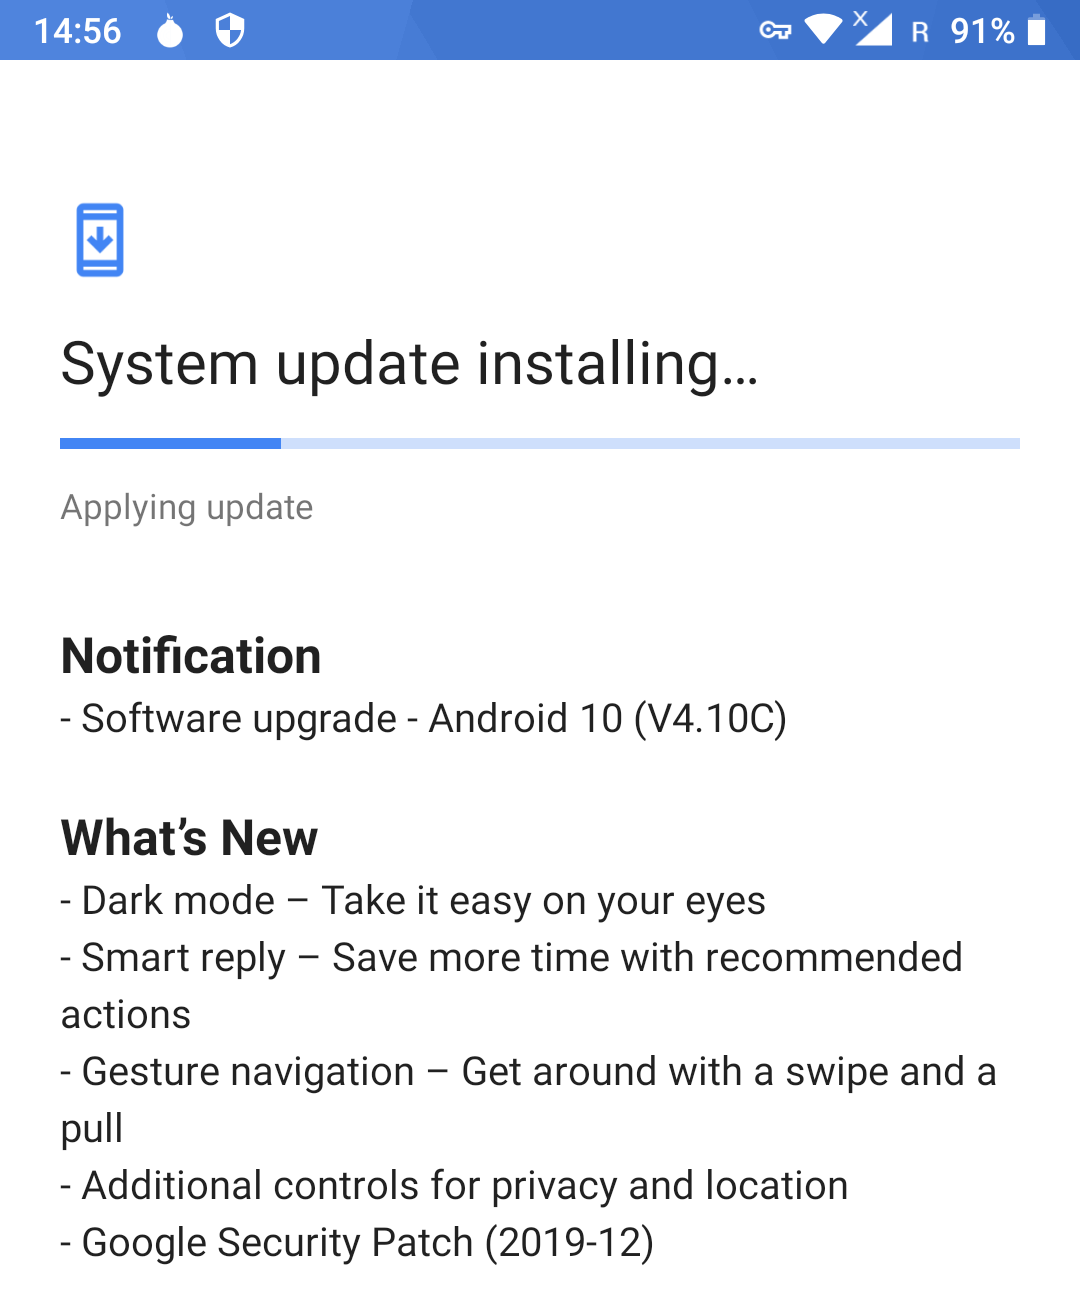 14:56 X R 91%
System update installing…
Applying update
Notification
- Software upgrade - Android 10 (V4.10C)
What’s New
- Dark mode – Take it easy on your eyes
- Smart reply – Save more time with recommended
actions
- Gesture navigation – Get around with a swipe and a
pull
- Additional controls for privacy and location
- Google Security Patch (2019-12)